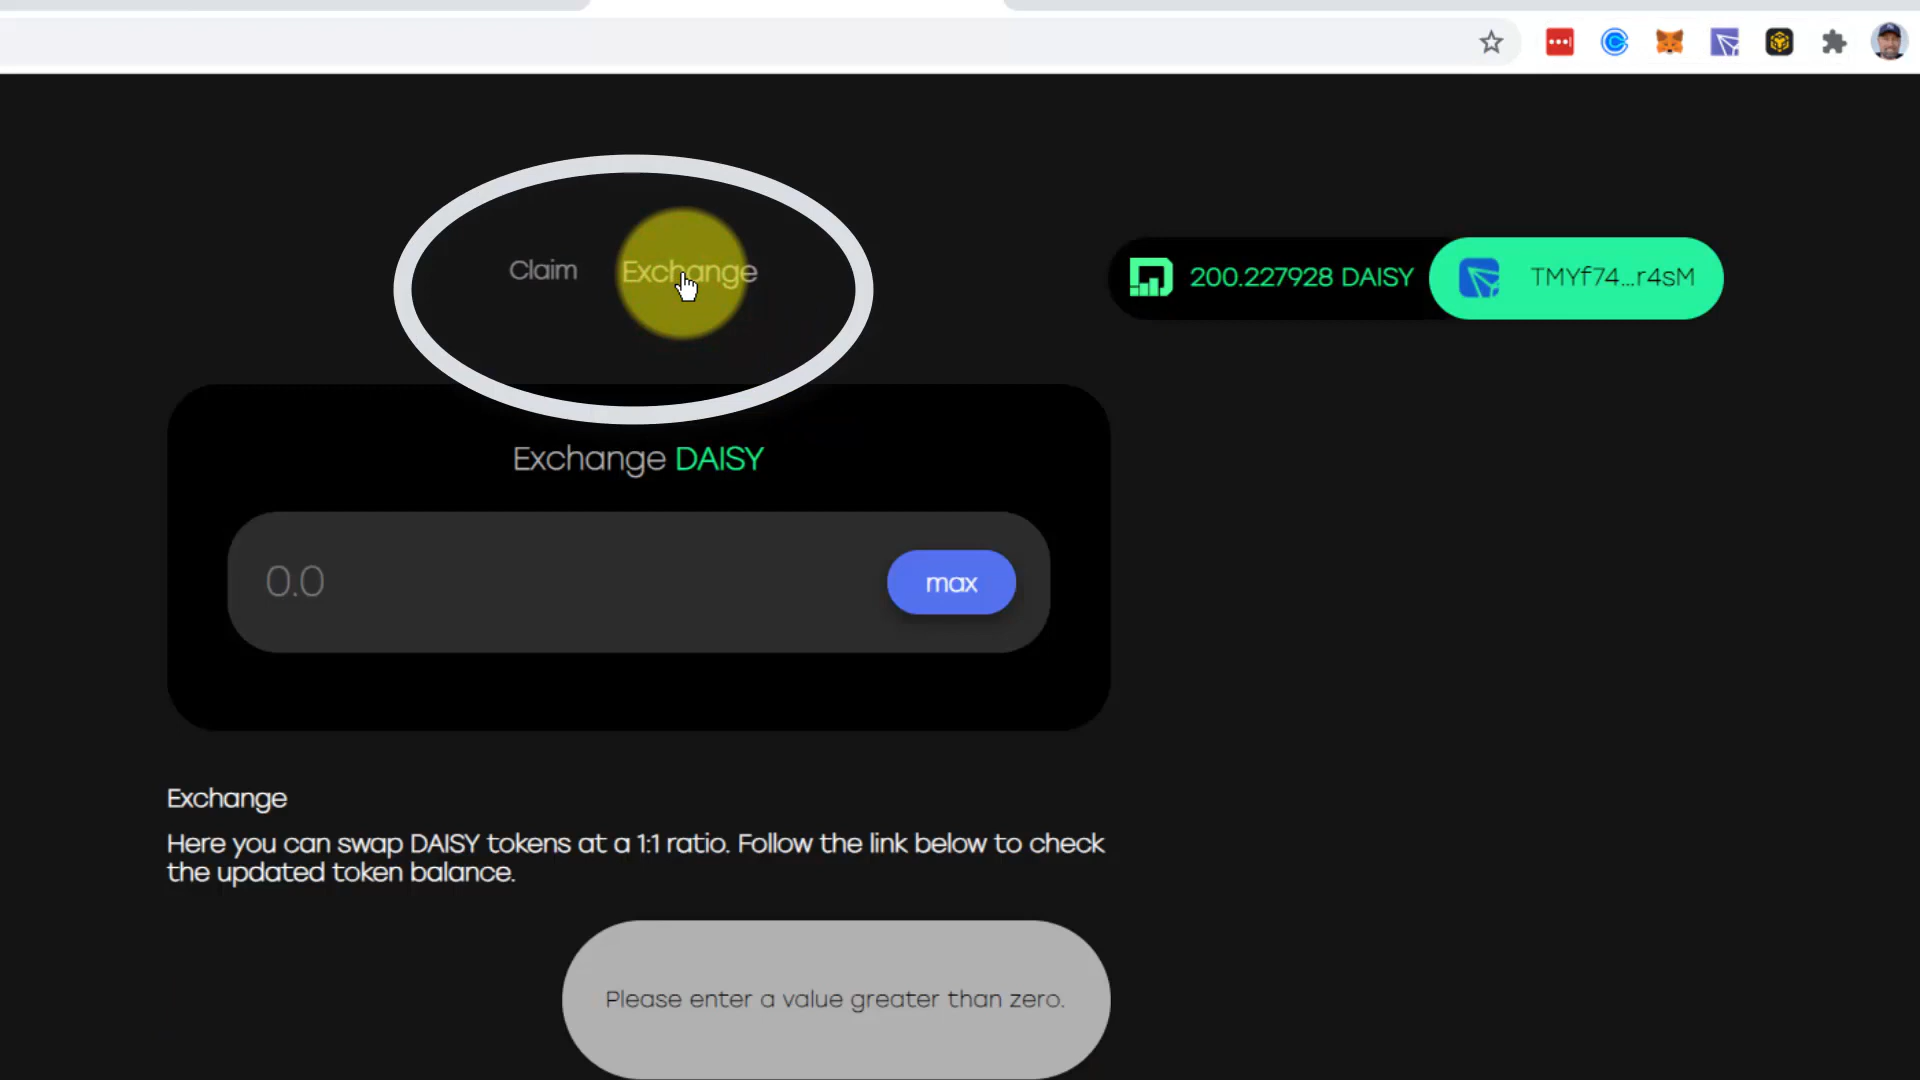 Claim
Exchange
200.227928 DAISY
TMYf74...r4sM
Exchange DAISY
0.0
max
Exchange
Here you can swap DAISY tokens at a 1:1 ratio. Follow the link below to check
the updated token balance.
Please enter a value greater than zero.